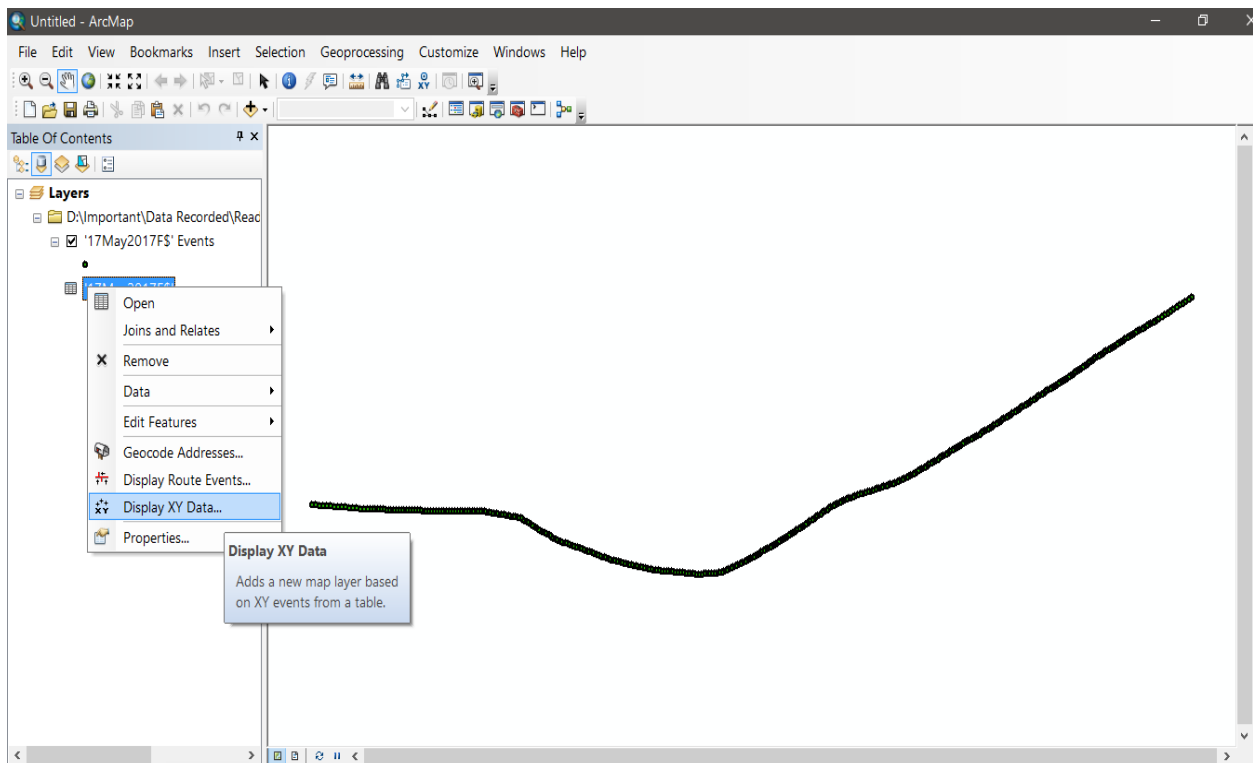 Untitled - ArcMap
File Edit View Bookmarks Insert Selection Geoprocessing Customize Windows Help
Table Of Contents
Layers
D:\Important\Data Recorded\Reac
'17May2017F$' Events
Open
Joins and Relates
Remove
Data
Edit Features
Geocode Addresses...
Display Route Events...
Display XY Data...
Properties...
Display XY Data
Adds a new map layer based
on XY events from a table.